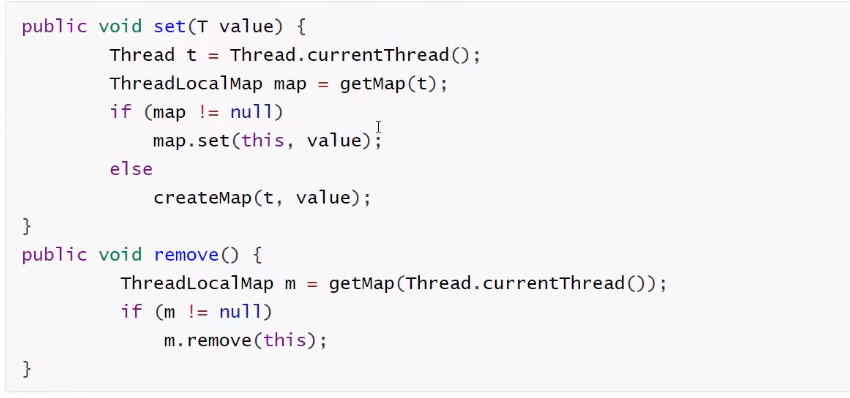 public void set(T value) {
        Thread t = Thread.currentThread();
        ThreadLocalMap map = getMap(t);
        if (map != null)
            map.set(this, value);
        else
            createMap(t, value);
}
public void remove() {
         ThreadLocalMap m = getMap(Thread.currentThread());
         if (m != null)
             m.remove(this);
}